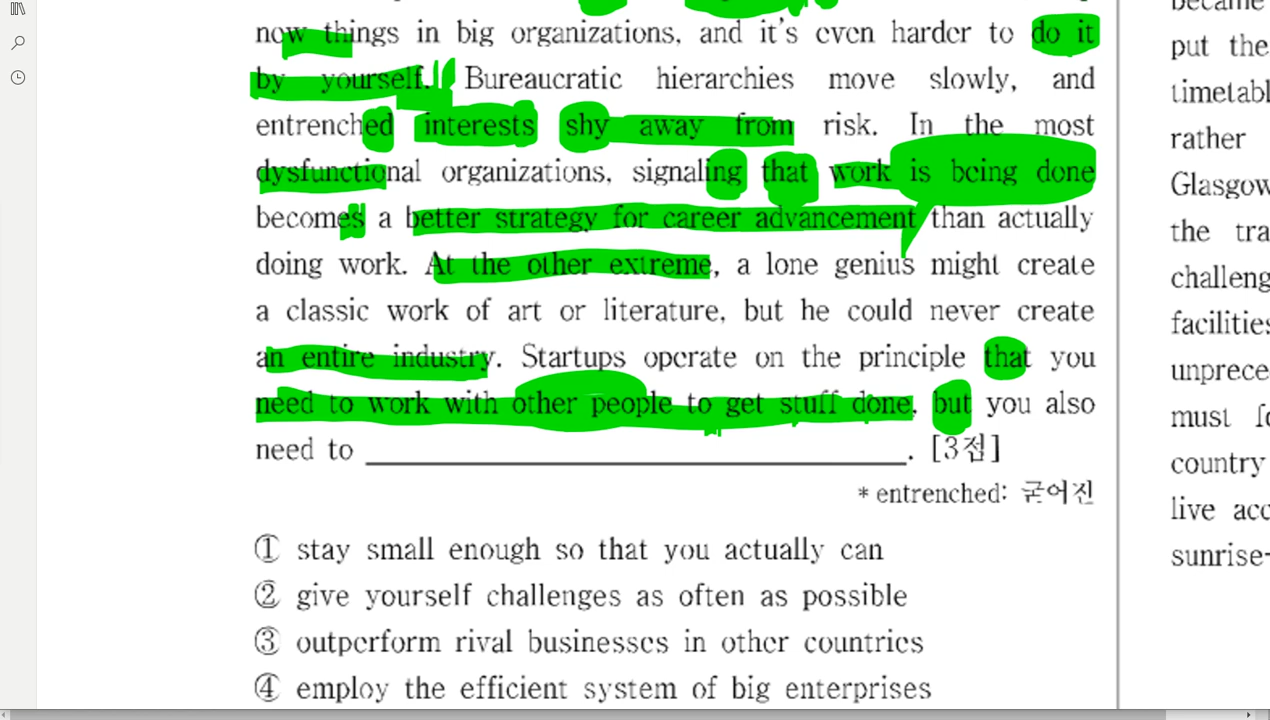 now things in big organizations, and it's even harder to do it
by yourself. Bureaucratic hierarchies move slowly, and
entrenched interests shy away from risk. In the most
dysfunctional organizations, signaling that work is being done
becomes a better strategy for career advancement than actually
doing work. At the other extreme, a lone genius might create
a classic work of art or literature, but he could never create
an entire industry. Startups operate on the principle that you
need to work with other people to get stuff done, but you also
need to ______. [3점]
* entrenched: 굳어진
① stay small enough so that you actually can
② give yourself challenges as often as possible
③ outperform rival businesses in other countries
④ employ the efficient system of big enterprises
became
put the
timetabl
rather
Glasgow
the tra
challeng
facilities
unprece
must
country
live acc
sunrise-